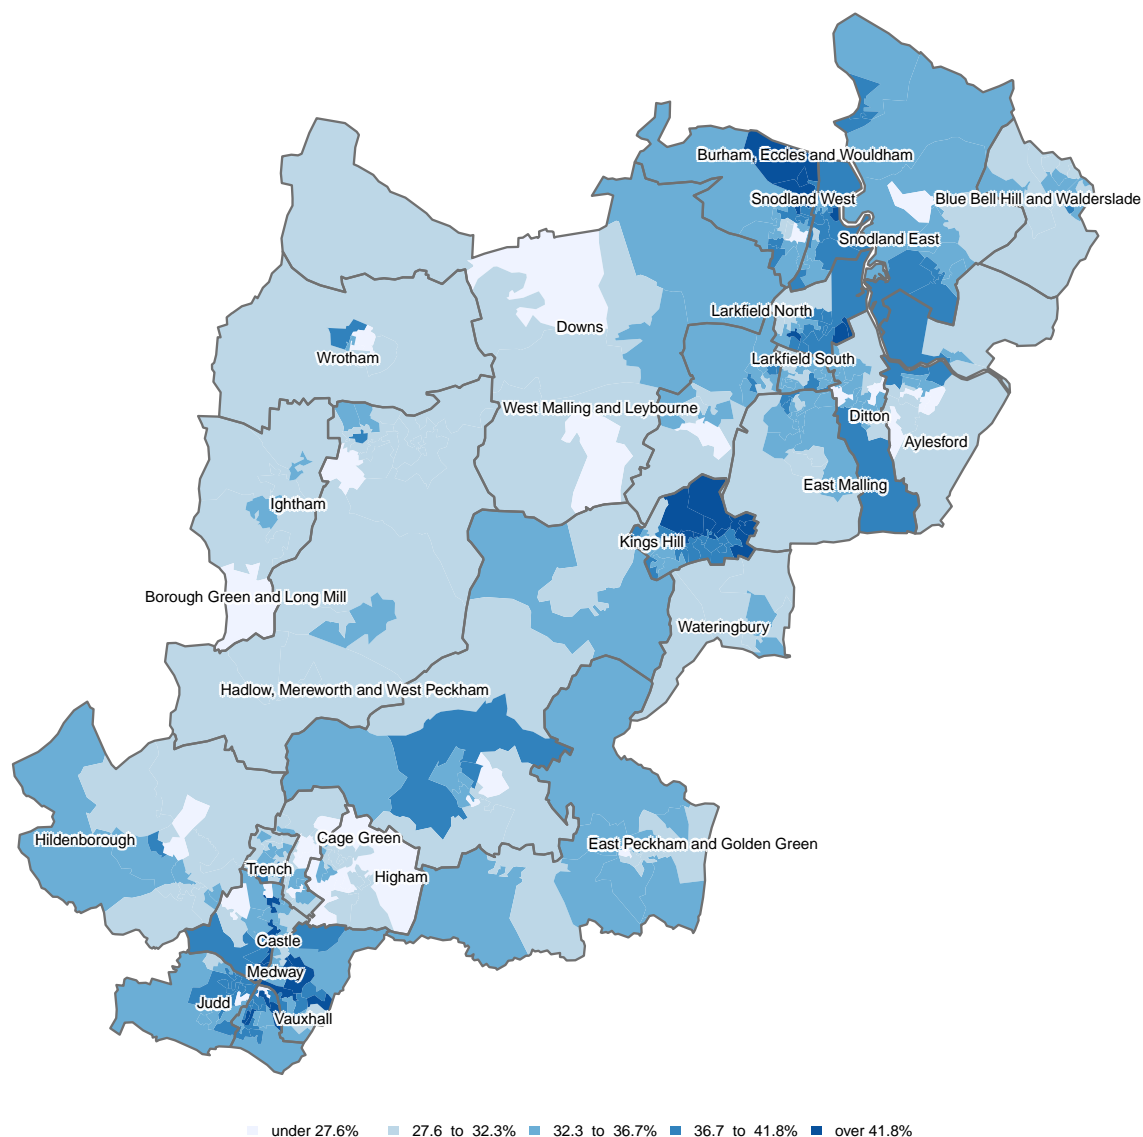 Burham, Eccles and Wouldham
Snodland West
Blue Bell Hill and Walderslade
Snodland East
Larkfield North
Downs
Wrotham
Larkfield South
West Malling and Leybourne
Ditton
Aylesford
East Malling
Ightham
Kings Hill
Borough Green and Long Mill
Wateringbury
Hadlow, Mereworth and West Peckham
Cage Green
Hildenborough
East Peckham and Golden Green
Trench
Higham
Castle
Medway
Judd
Vauxhall
under 27.6% 27.6 to 32.3% 32.3 to 36.7% 36.7 to 41.8% over 41.8%